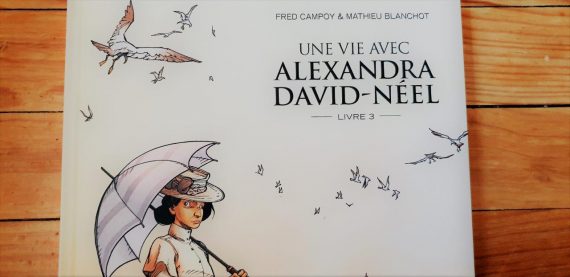 FRED CAMPOY & MATHIEU BLANCHOT
UNE VIE AVEC
ALEXANDRA
DAVID-NÉEL
LIVRE 3